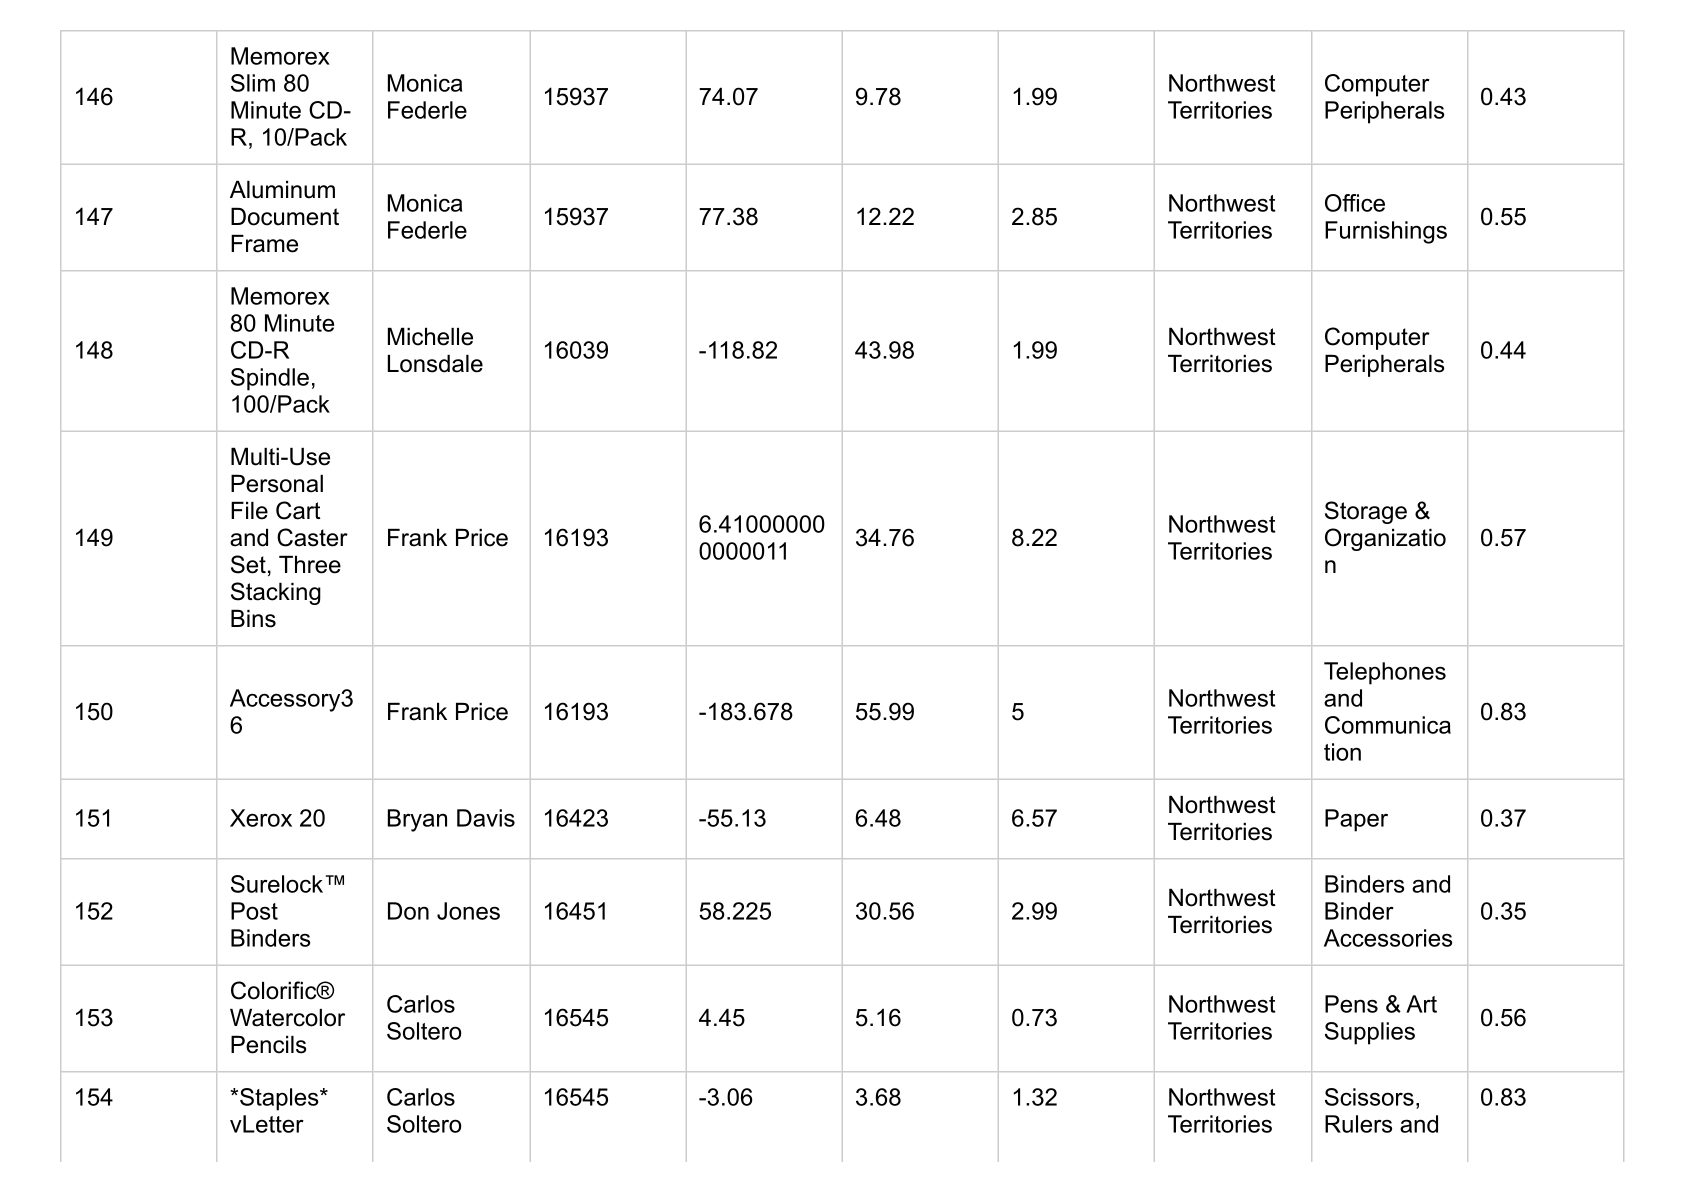 146
Memorex
Slim 80
Minute CD-
R, 10/Pack
Monica
Federle
15937
74.07
9.78
1.99
Northwest
Territories
Computer
Peripherals
0.43
147
Aluminum
Document
Frame
Monica
Federle
15937
77.38
12.22
2.85
Northwest
Territories
Office
Furnishings
0.55
148
Memorex
80 Minute
CD-R
Spindle,
100/Pack
Michelle
Lonsdale
16039
-118.82
43.98
1.99
Northwest
Territories
Computer
Peripherals
0.44
149
Multi-Use
Personal
File Cart
and Caster
Set, Three
Stacking
Bins
Frank Price
16193
6.41000000
0000011
34.76
8.22
Northwest
Territories
Storage &
Organizatio
n
0.57
150
Accessory3
6
Frank Price
16193
-183.678
55.99
5
Northwest
Territories
Telephones
and
Communica
tion
0.83
151
Xerox 20
Bryan Davis
16423
-55.13
6.48
6.57
Northwest
Territories
Paper
0.37
152
Surelock™
Post
Binders
Don Jones
16451
58.225
30.56
2.99
Northwest
Territories
Binders and
Binder
Accessories
0.35
153
Colorific®
Watercolor
Pencils
Carlos
Soltero
16545
4.45
5.16
0.73
Northwest
Territories
Pens & Art
Supplies
0.56
154
*Staples*
vLetter
Carlos
Soltero
16545
-3.06
3.68
1.32
Northwest
Territories
Scissors,
Rulers and
0.83